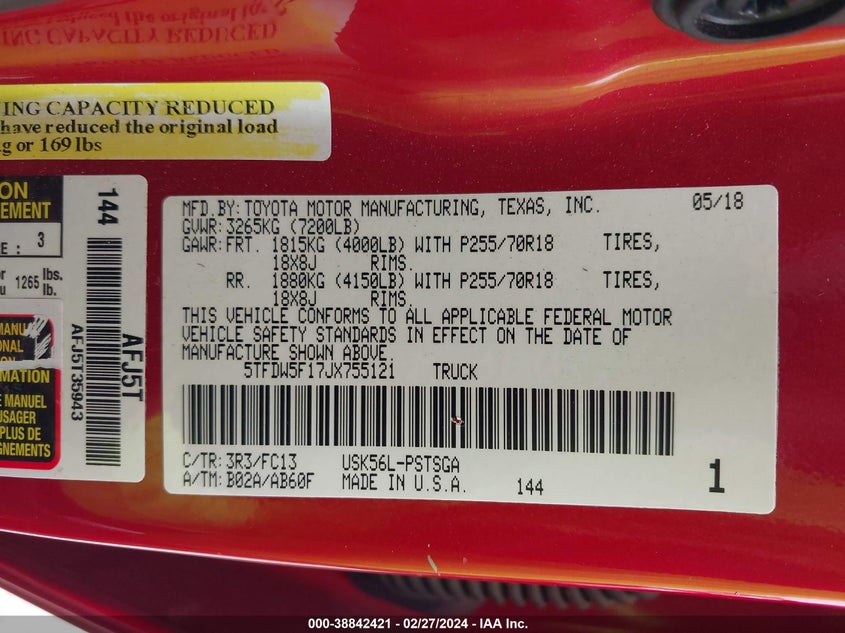 ING CAPACITY REDUCED
have reduced the original load
g or 169 lbs
ON
EMENT
E : 3
or
u 1265 lbs.
lb.
MANU
ONAL
MATION
E MANUEL
USAGER
PLUS DE
GNEMENTS
144
AFJ5T
AFJ5T35943
MFD. BY: TOYOTA MOTOR MANUFACTURING, TEXAS, INC. 05/18
GVWR: 3265KG (7200LB)
GAWR: FRT. 1815KG (4000LB) WITH P255/70R18 TIRES,
18X8J RIMS.
RR. 1880KG (4150LB) WITH P255/70R18 TIRES,
18X8J RIMS.
THIS VEHICLE CONFORMS TO ALL APPLICABLE FEDERAL MOTOR
VEHICLE SAFETY STANDARDS IN EFFECT ON THE DATE OF
MANUFACTURE SHOWN ABOVE.
5TFDW5F17JX755121 TRUCK
C/TR: 3R3/FC13 USK56L-PSTSGA
A/TM: B02A/AB60F MADE IN U.S.A. 144 1
000-38842421 - 02/27/2024 - IAA Inc.